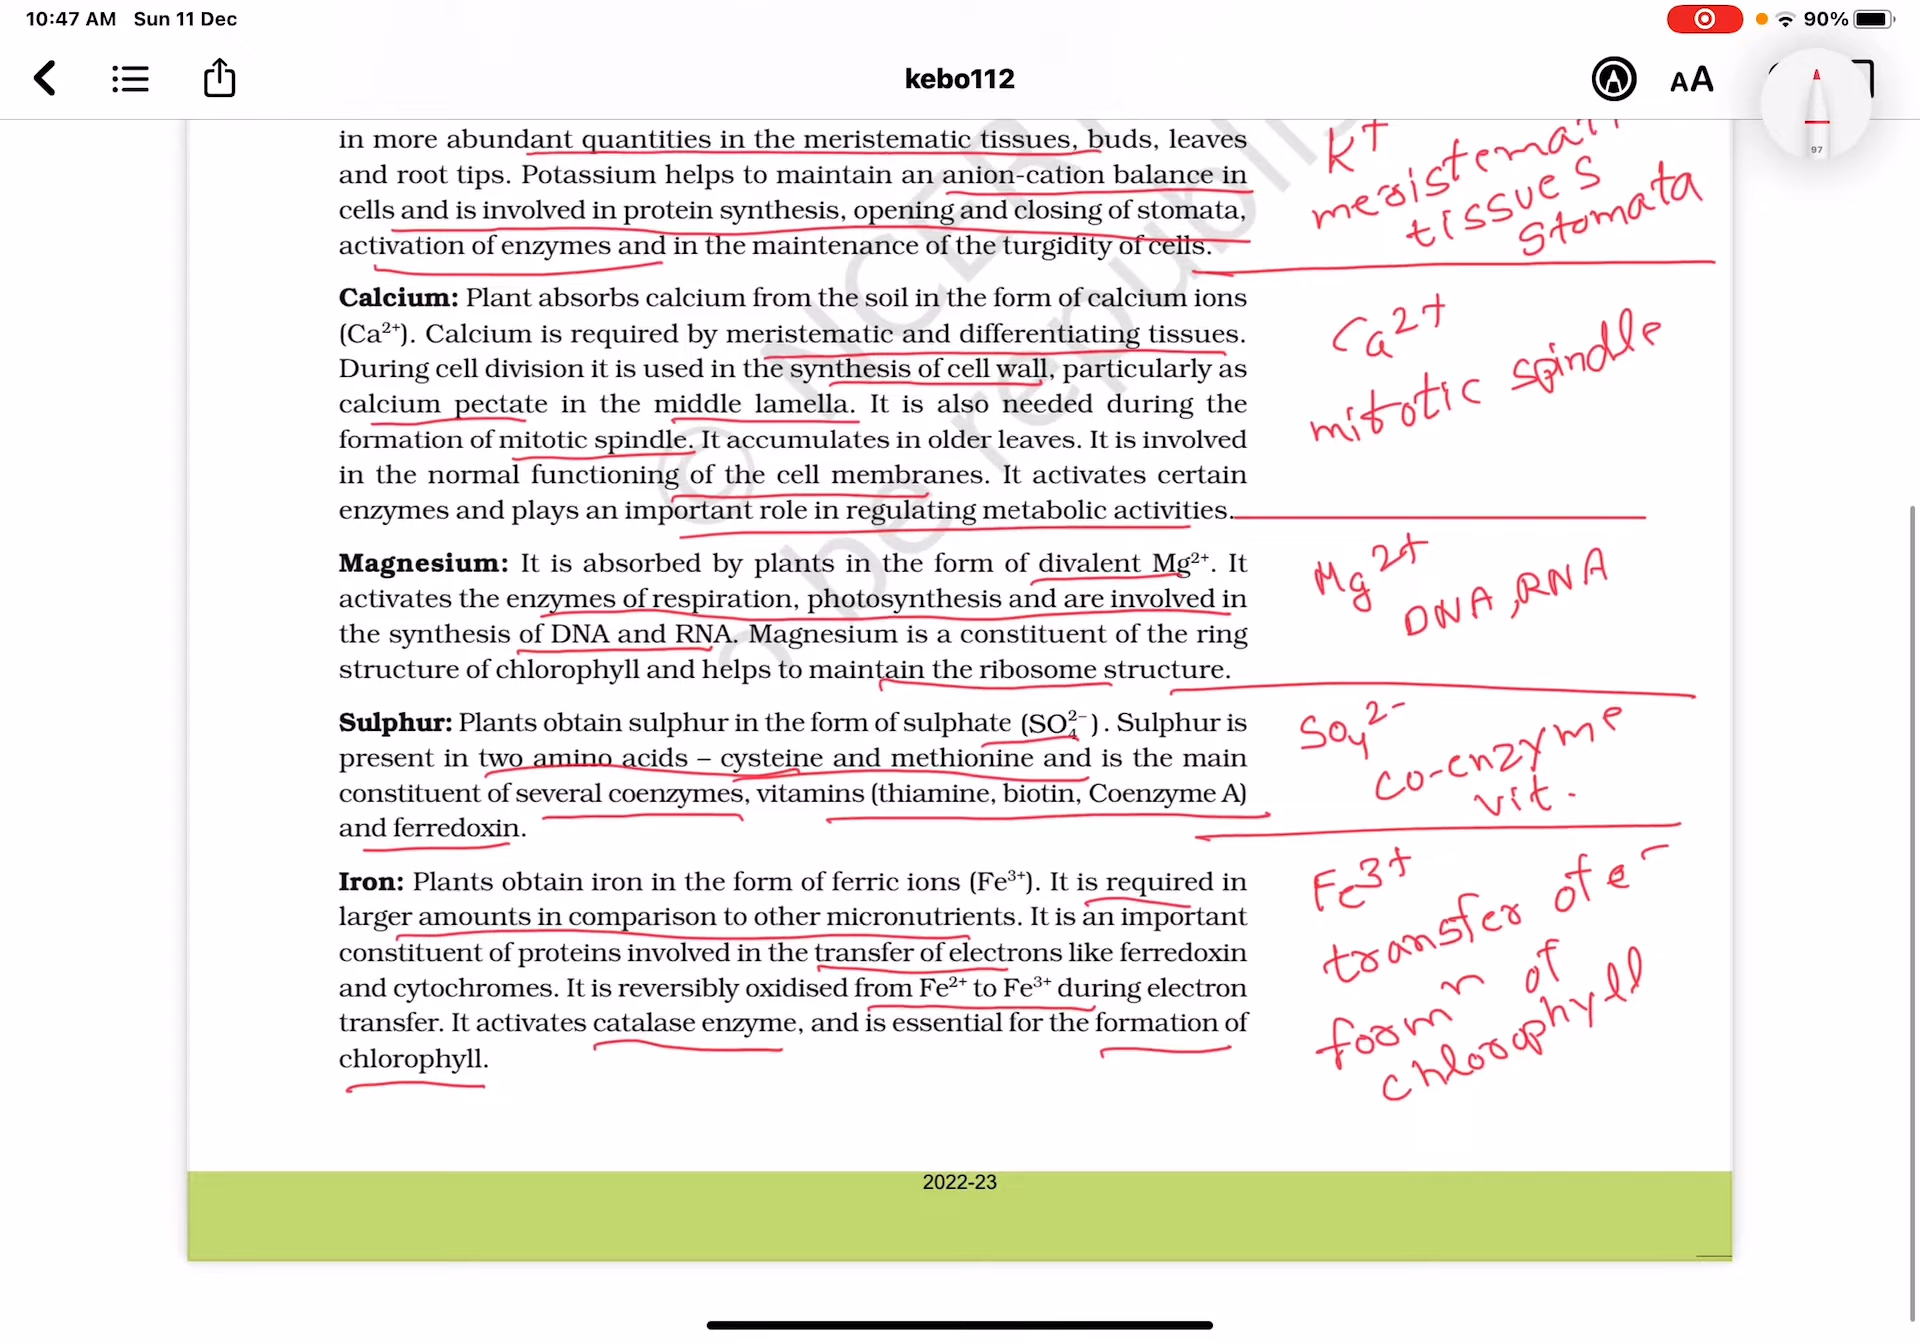 10:47 AM Sun 11 Dec
90%
kebo112
AA
97
in more abundant quantities in the meristematic tissues, buds, leaves
and root tips. Potassium helps to maintain an anion-cation balance in
cells and is involved in protein synthesis, opening and closing of stomata,
activation of enzymes and in the maintenance of the turgidity of cells.
K+
meristemati
tissues
stomata
Calcium: Plant absorbs calcium from the soil in the form of calcium ions
(Ca²⁺). Calcium is required by meristematic and differentiating tissues.
During cell division it is used in the synthesis of cell wall, particularly as
calcium pectate in the middle lamella. It is also needed during the
formation of mitotic spindle. It accumulates in older leaves. It is involved
in the normal functioning of the cell membranes. It activates certain
enzymes and plays an important role in regulating metabolic activities.
Ca2+
mitotic spindle
Magnesium: It is absorbed by plants in the form of divalent Mg²⁺. It
activates the enzymes of respiration, photosynthesis and are involved in
the synthesis of DNA and RNA. Magnesium is a constituent of the ring
structure of chlorophyll and helps to maintain the ribosome structure.
Mg2+
DNA, RNA
Sulphur: Plants obtain sulphur in the form of sulphate (SO₄²⁻). Sulphur is
present in two amino acids – cysteine and methionine and is the main
constituent of several coenzymes, vitamins (thiamine, biotin, Coenzyme A)
and ferredoxin.
SO₄2-
co-enzyme
vit.
Iron: Plants obtain iron in the form of ferric ions (Fe³⁺). It is required in
larger amounts in comparison to other micronutrients. It is an important
constituent of proteins involved in the transfer of electrons like ferredoxin
and cytochromes. It is reversibly oxidised from Fe²⁺ to Fe³⁺ during electron
transfer. It activates catalase enzyme, and is essential for the formation of
chlorophyll.
Fe3+
transfer of e-
formⁿ of
chlorophyll
© NCER
be republis
2022-23